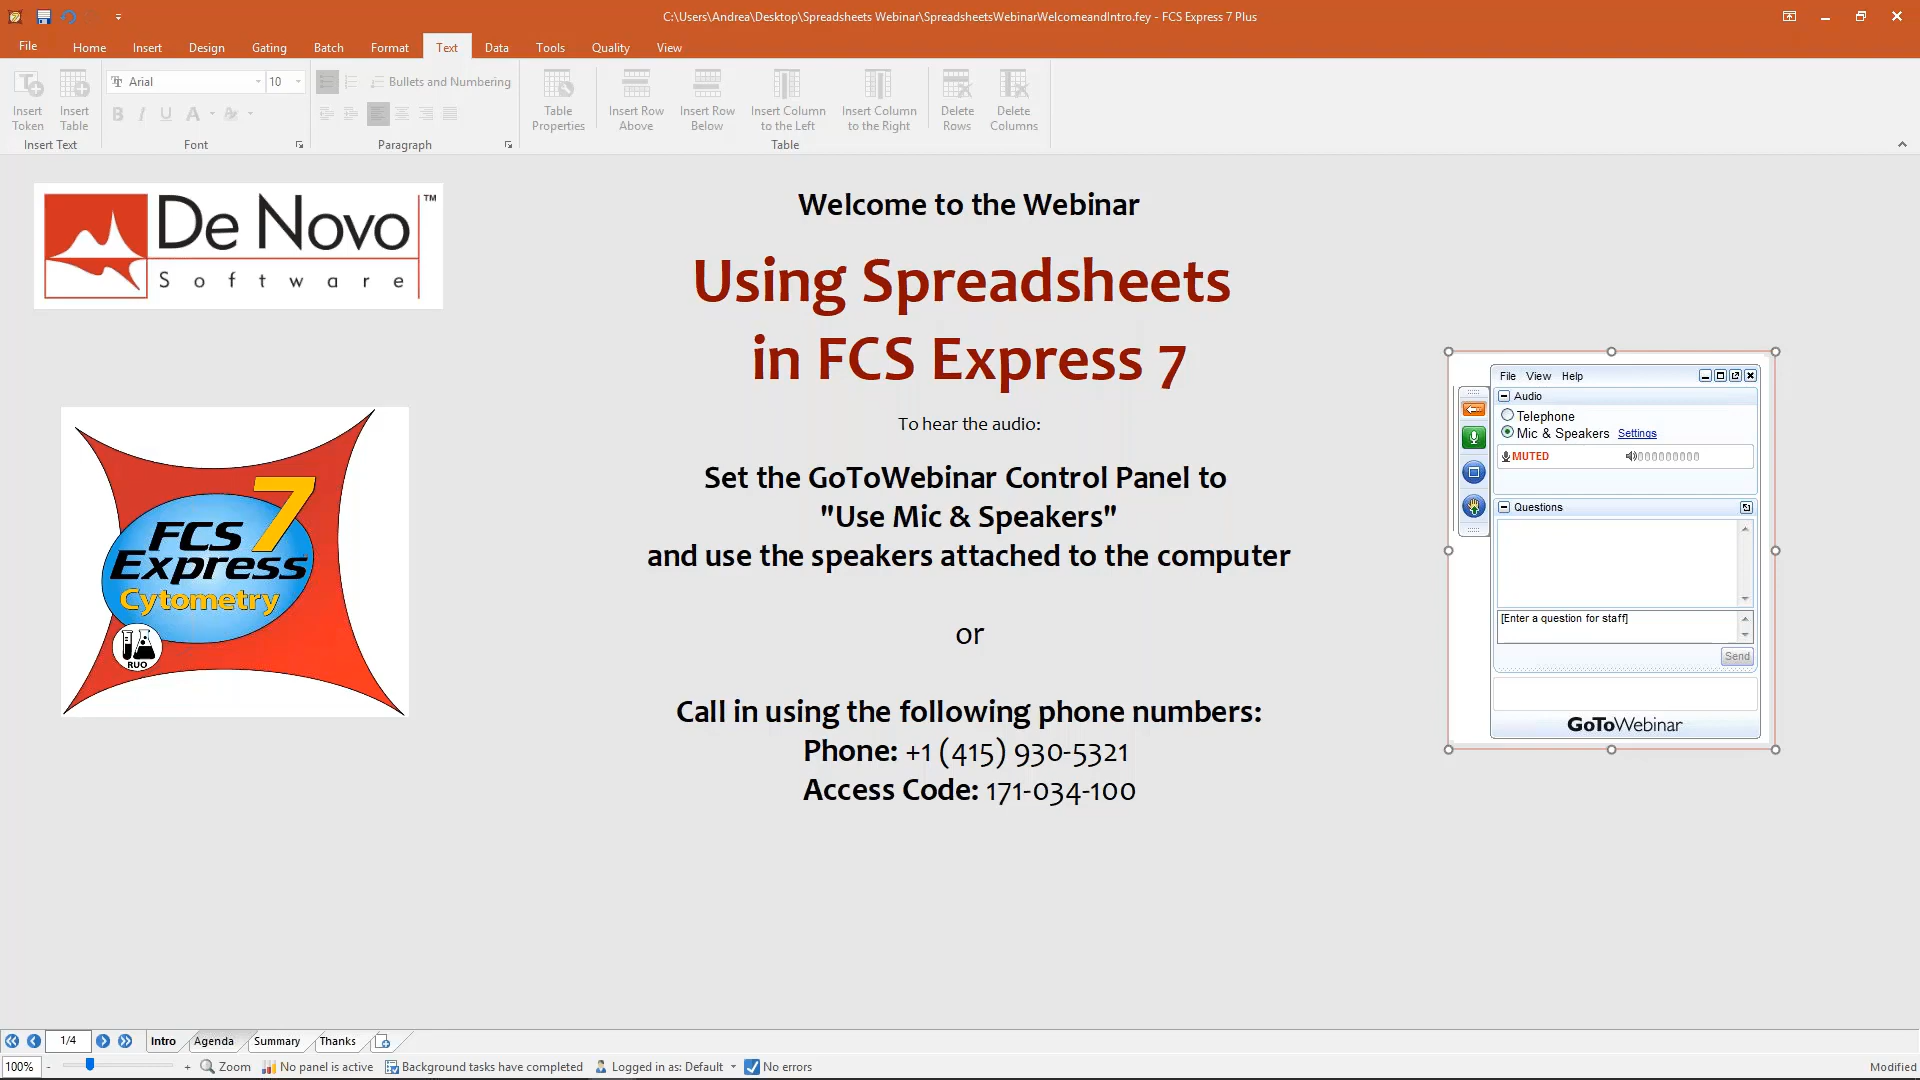 C:\Users\Andrea\Desktop\Spreadsheets Webinar\SpreadsheetsWebinarWelcomeandIntro.fey - FCS Express 7 Plus
File Home Insert Design Gating Batch Format Text Data Tools Quality View
Arial 10 Bullets and Numbering
B I U A
Insert Token
Insert Table
Table Properties
Insert Row Above
Insert Row Below
Insert Column to the Left
Insert Column to the Right
Delete Rows
Delete Columns
Insert Text Font Paragraph Table
De Novo ™
Software
Welcome to the Webinar
Using Spreadsheets
in FCS Express 7
To hear the audio:
Set the GoToWebinar Control Panel to
"Use Mic & Speakers"
and use the speakers attached to the computer
or
Call in using the following phone numbers:
Phone: +1 (415) 930-5321
Access Code: 171-034-100
FCS 7
Express
Cytometry
RUO
File View Help
Audio
Telephone
Mic & Speakers Settings
MUTED
Questions
[Enter a question for staff]
Send
GoToWebinar
1/4 Intro Agenda Summary Thanks
100% - + Zoom No panel is active Background tasks have completed Logged in as: Default No errors Modified